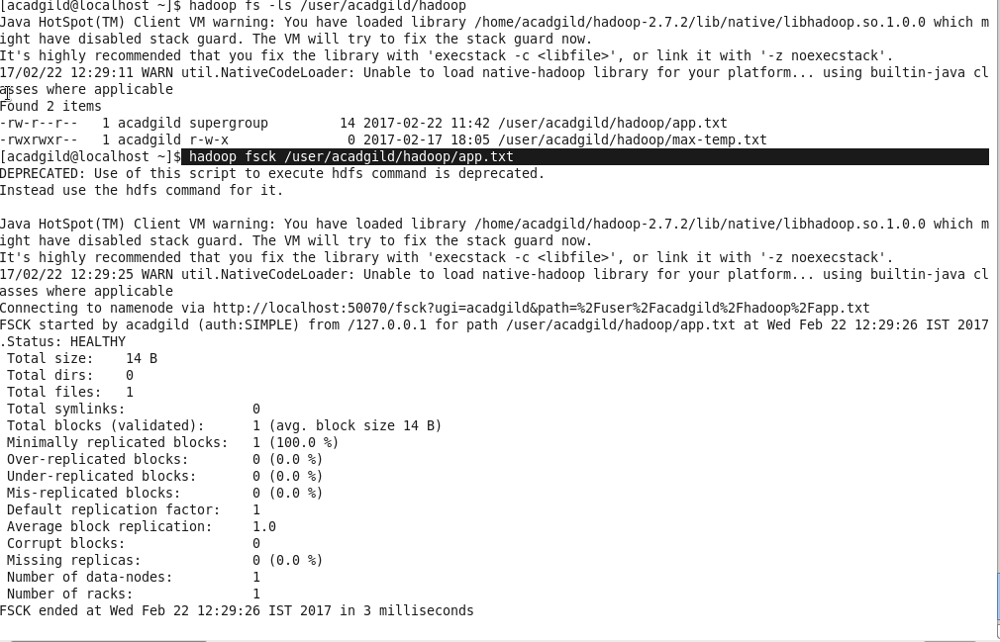 [acadgild@localhost ~]$ hadoop fs -ls /user/acadgild/hadoop
Java HotSpot(TM) Client VM warning: You have loaded library /home/acadgild/hadoop-2.7.2/lib/native/libhadoop.so.1.0.0 which m
ight have disabled stack guard. The VM will try to fix the stack guard now.
It's highly recommended that you fix the library with 'execstack -c <libfile>', or link it with '-z noexecstack'.
17/02/22 12:29:11 WARN util.NativeCodeLoader: Unable to load native-hadoop library for your platform... using builtin-java cl
asses where applicable
Found 2 items
-rw-r--r--   1 acadgild supergroup         14 2017-02-22 11:42 /user/acadgild/hadoop/app.txt
-rwxrwxr--   1 acadgild r-w-x               0 2017-02-17 18:05 /user/acadgild/hadoop/max-temp.txt
[acadgild@localhost ~]$ hadoop fsck /user/acadgild/hadoop/app.txt
DEPRECATED: Use of this script to execute hdfs command is deprecated.
Instead use the hdfs command for it.

Java HotSpot(TM) Client VM warning: You have loaded library /home/acadgild/hadoop-2.7.2/lib/native/libhadoop.so.1.0.0 which m
ight have disabled stack guard. The VM will try to fix the stack guard now.
It's highly recommended that you fix the library with 'execstack -c <libfile>', or link it with '-z noexecstack'.
17/02/22 12:29:25 WARN util.NativeCodeLoader: Unable to load native-hadoop library for your platform... using builtin-java cl
asses where applicable
Connecting to namenode via http://localhost:50070/fsck?ugi=acadgild&path=%2Fuser%2Facadgild%2Fhadoop%2Fapp.txt
FSCK started by acadgild (auth:SIMPLE) from /127.0.0.1 for path /user/acadgild/hadoop/app.txt at Wed Feb 22 12:29:26 IST 2017
.Status: HEALTHY
 Total size:    14 B
 Total dirs:    0
 Total files:   1
 Total symlinks:                0
 Total blocks (validated):      1 (avg. block size 14 B)
 Minimally replicated blocks:   1 (100.0 %)
 Over-replicated blocks:        0 (0.0 %)
 Under-replicated blocks:       0 (0.0 %)
 Mis-replicated blocks:         0 (0.0 %)
 Default replication factor:    1
 Average block replication:     1.0
 Corrupt blocks:                0
 Missing replicas:              0 (0.0 %)
 Number of data-nodes:          1
 Number of racks:               1
FSCK ended at Wed Feb 22 12:29:26 IST 2017 in 3 milliseconds